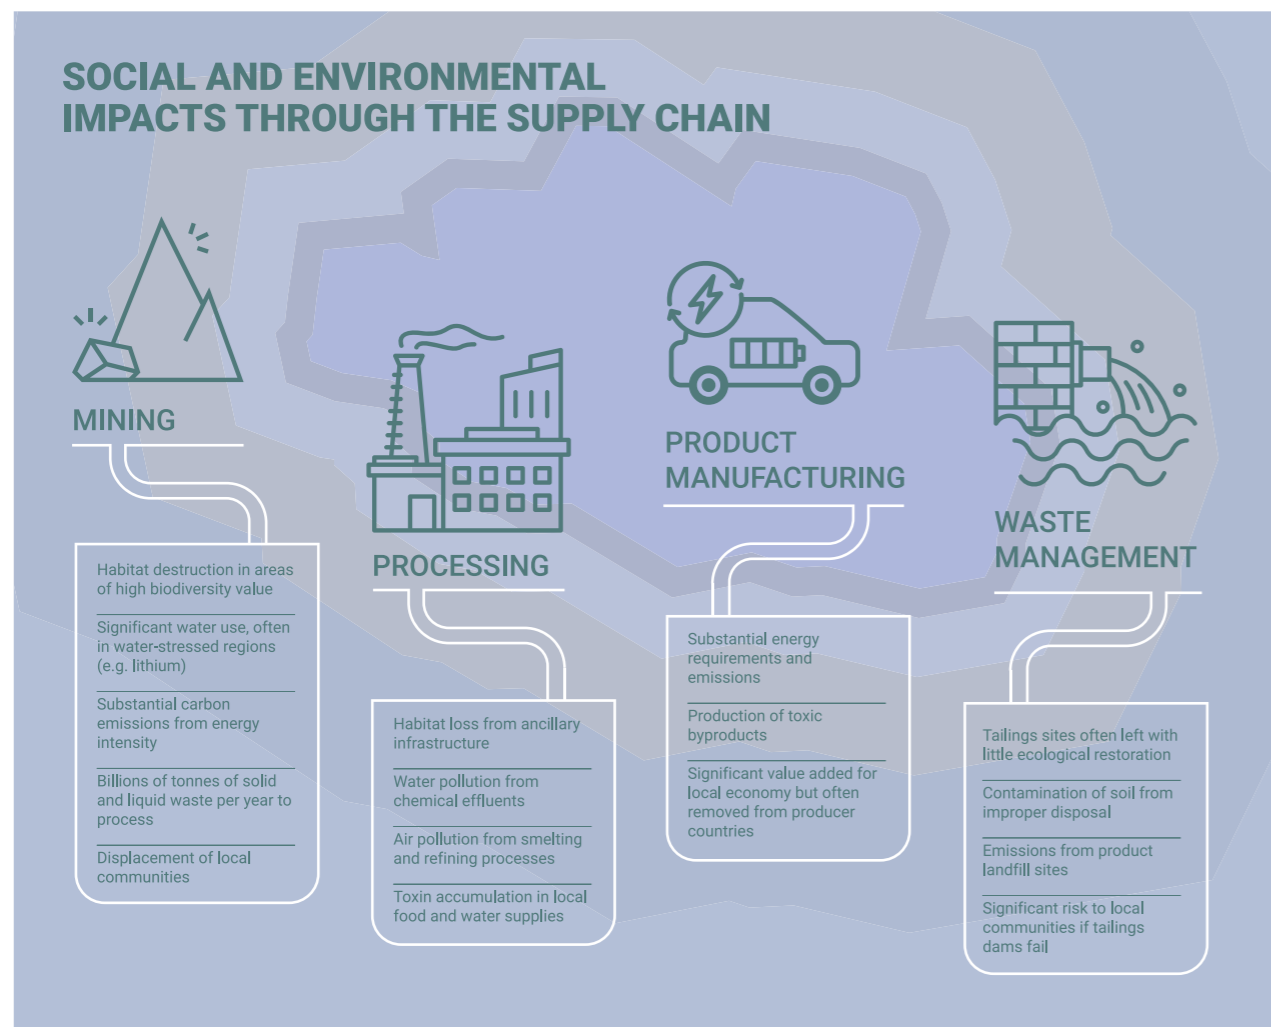 SOCIAL AND ENVIRONMENTAL
IMPACTS THROUGH THE SUPPLY CHAIN
MINING
Habitat destruction in areas
of high biodiversity value
Significant water use, often
in water-stressed regions
(e.g. lithium)
Substantial carbon
emissions from energy
intensity
Billions of tonnes of solid
and liquid waste per year to
process
Displacement of local
communities
PROCESSING
Habitat loss from ancillary
infrastructure
Water pollution from
chemical effluents
Air pollution from smelting
and refining processes
Toxin accumulation in local
food and water supplies
PRODUCT
MANUFACTURING
Substantial energy
requirements and
emissions
Production of toxic
byproducts
Significant value added for
local economy but often
removed from producer
countries
WASTE
MANAGEMENT
Tailings sites often left with
little ecological restoration
Contamination of soil from
improper disposal
Emissions from product
landfill sites
Significant risk to local
communities if tailings
dams fail